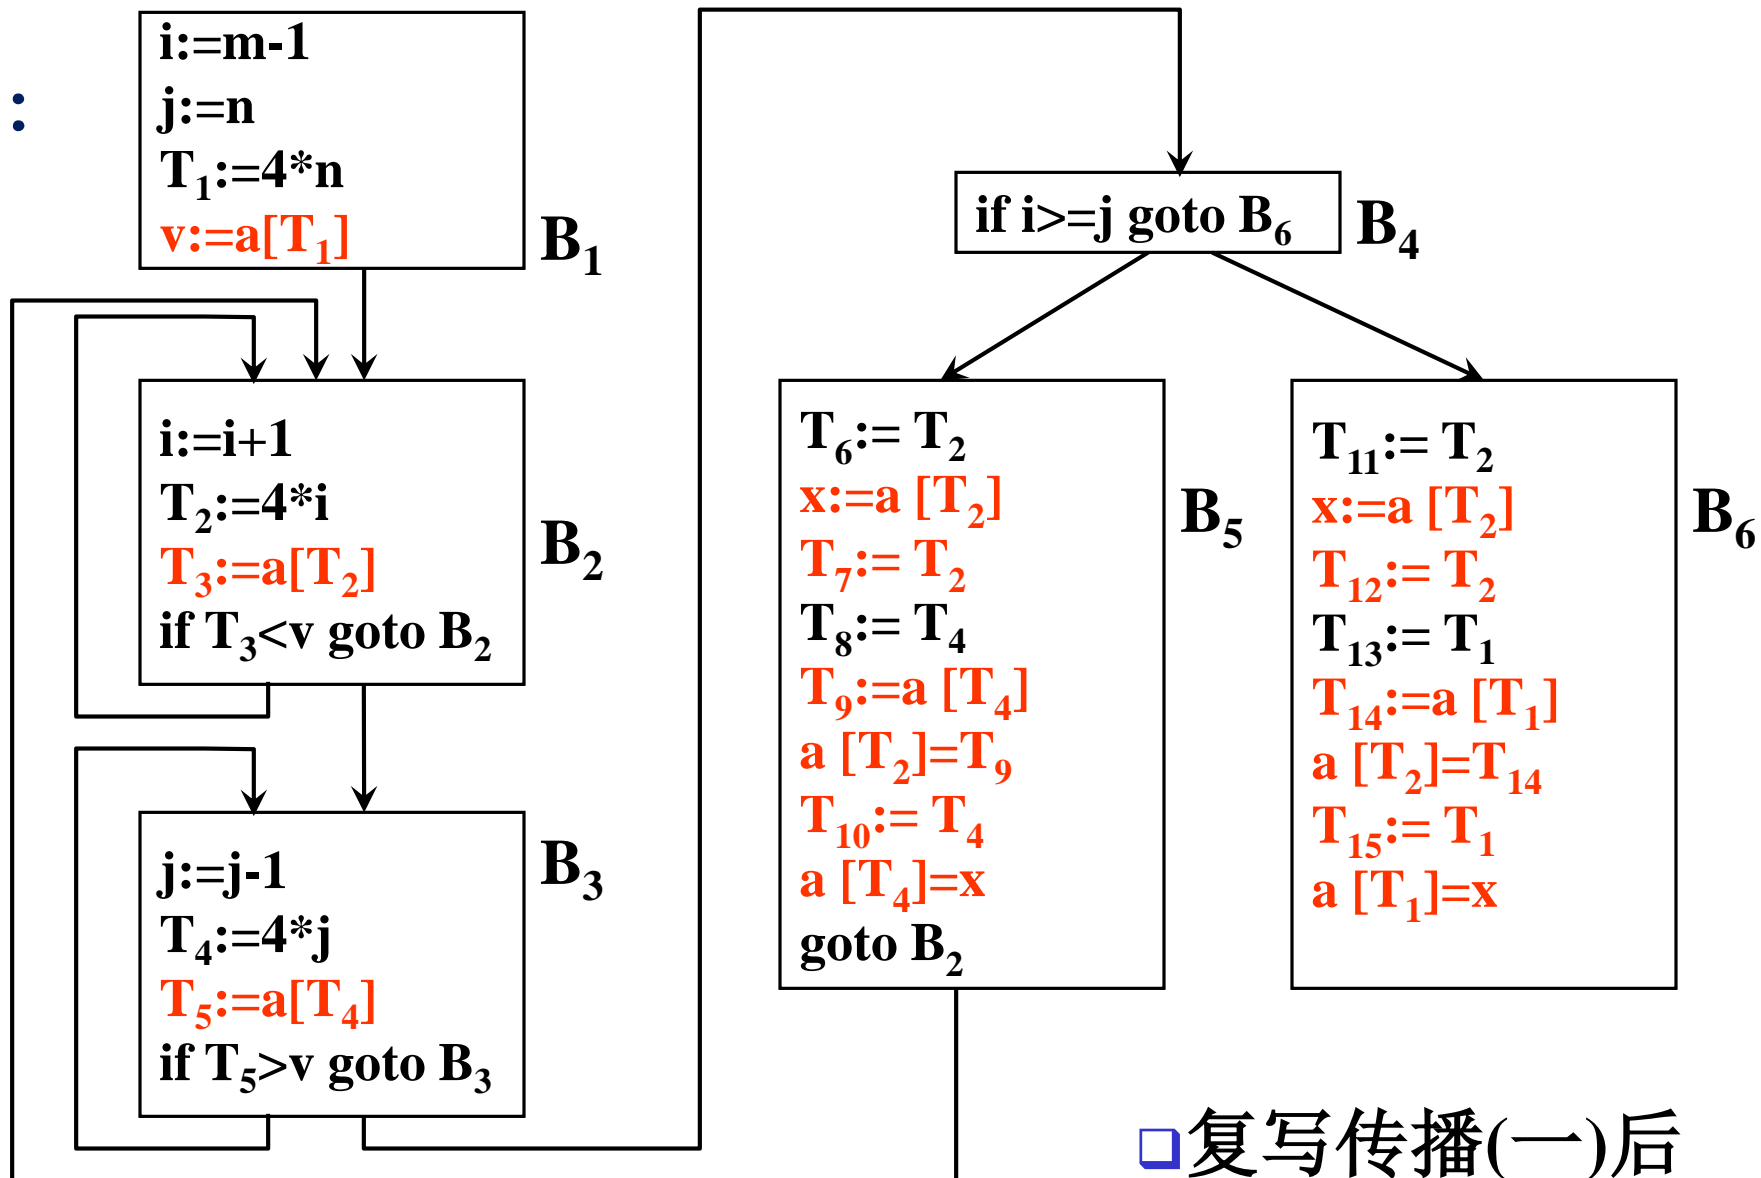 :
i:=m-1
j:=n
T₁:=4*n
v:=a[T₁]
B₁
i:=i+1
T₂:=4*i
T₃:=a[T₂]
if T₃<v goto B₂
B₂
j:=j-1
T₄:=4*j
T₅:=a[T₄]
if T₅>v goto B₃
B₃
if i>=j goto B₆
B₄
T₆:= T₂
x:=a [T₂]
T₇:= T₂
T₈:= T₄
T₉:=a [T₄]
a [T₂]=T₉
T₁₀:= T₄
a [T₄]=x
goto B₂
B₅
T₁₁:= T₂
x:=a [T₂]
T₁₂:= T₂
T₁₃:= T₁
T₁₄:=a [T₁]
a [T₂]=T₁₄
T₁₅:= T₁
a [T₁]=x
B₆
❑复写传播(一)后